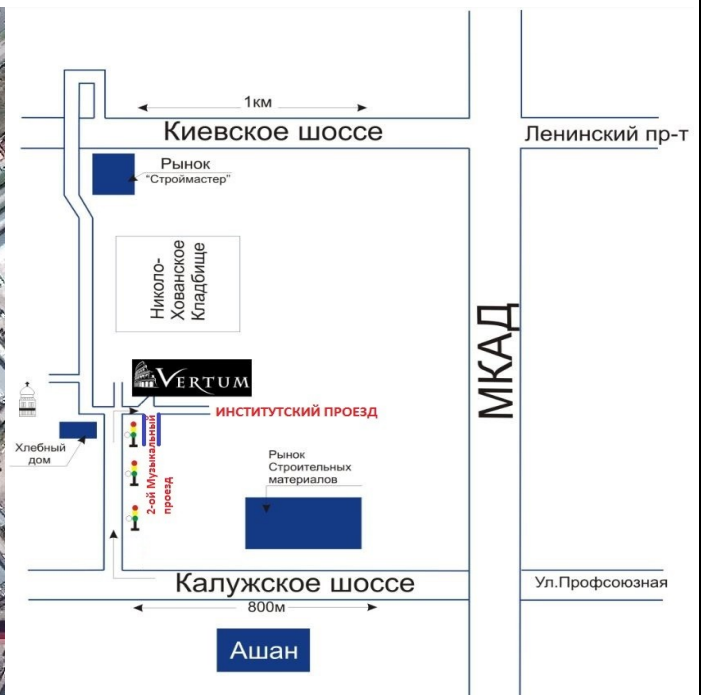 1км
Киевское шоссе
Ленинский пр-т
Рынок
"Строймастер"
Николо-
Хованское
Кладбище
МКАД
VERTUM
ИНСТИТУТСКИЙ ПРОЕЗД
2-ой Музыкальный
проезд
Хлебный
дом
Рынок
Строительных
материалов
Калужское шоссе
Ул.Профсоюзная
800м
Ашан